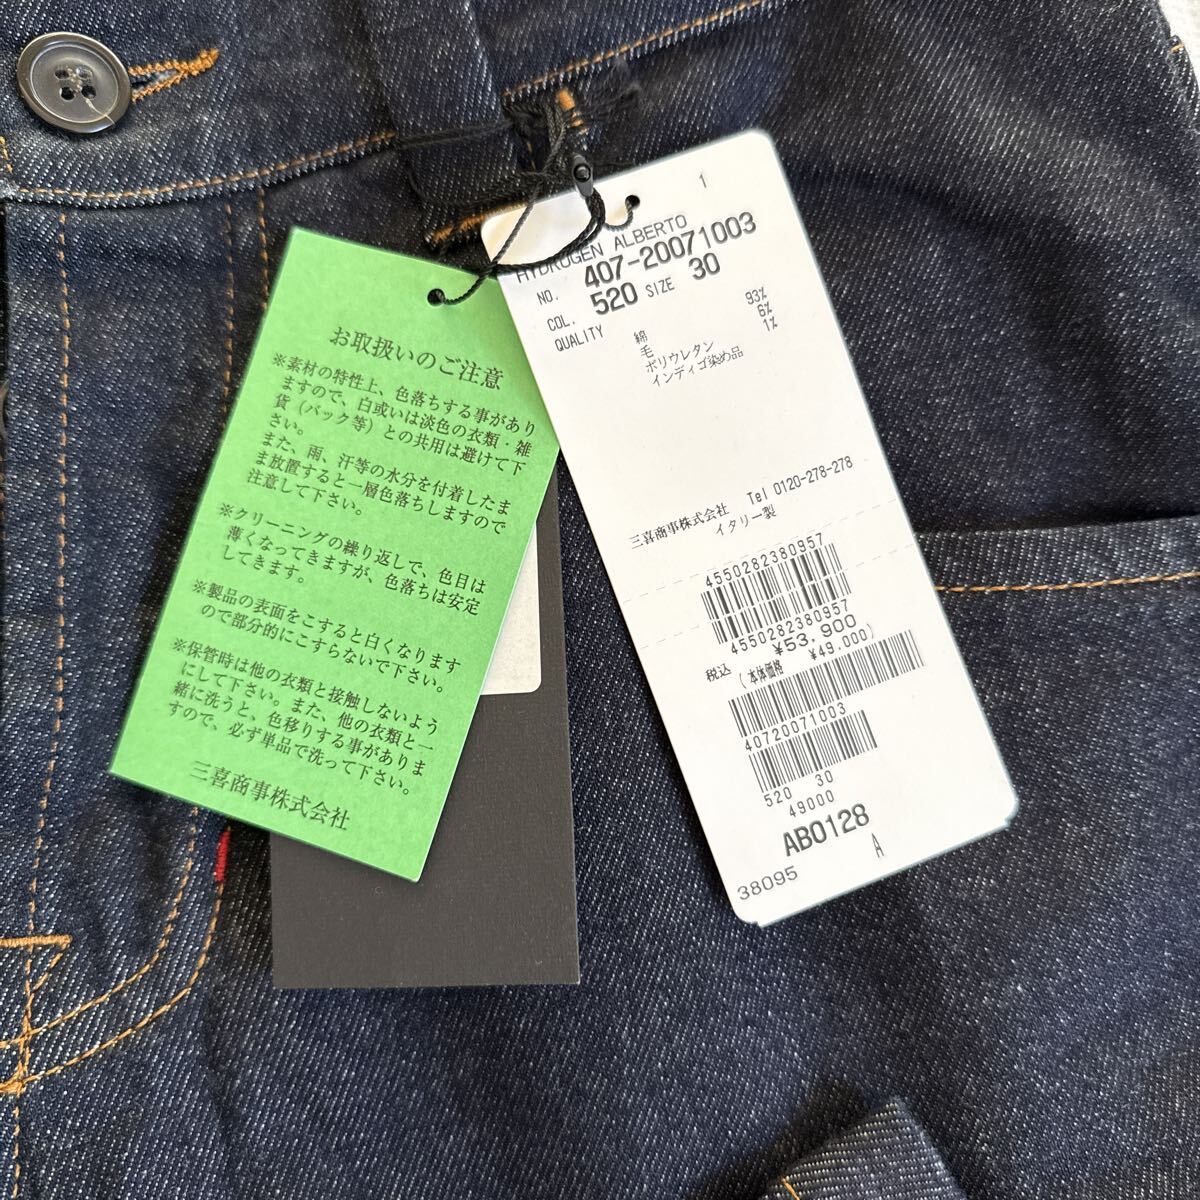 お取扱いのご注意
※素材の特性上、色落ちする事があり
ますので、白或いは淡色の衣類・雑
貨（バック等）との共用は避けて下
さい。
また、雨、汗等の水分を付着したま
ま放置すると一層色落ちしますので
注意して下さい。
※クリーニングの繰り返しで、色目は
薄くなってきますが、色落ちは安定
してきます。
※製品の表面をこすると白くなります
ので部分的にこすらないで下さい。
※保管時は他の衣類と接触しないよう
にして下さい。また、他の衣類と一
緒に洗うと、色移りする事がありま
すので、必ず単品で洗って下さい。
三喜商事株式会社
1
HYDROGEN ALBERTO
NO. 407-20071003
COL. 520 SIZE 30
QUALITY
綿 93%
毛 6%
ポリウレタン 1%
インディゴ染め品
三喜商事株式会社 Tel 0120-278-278
イタリー製
4550282380957
4550282380957
¥53,900
税込 (本体価格 ¥49,000)
40720071003
520 30
49000
AB0128
38095 A